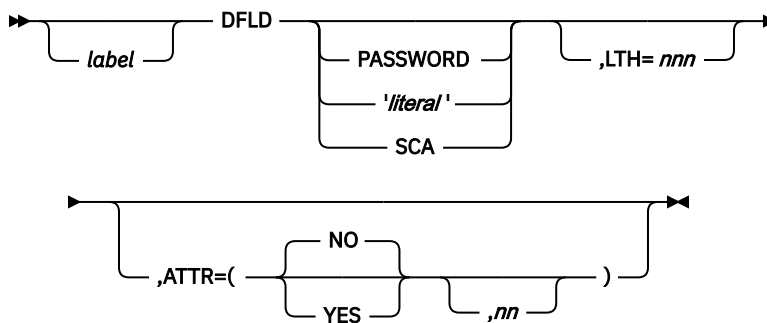 label DFLD PASSWORD ,LTH= nnn
'literal '
SCA
,ATTR=( NO YES ,nn )